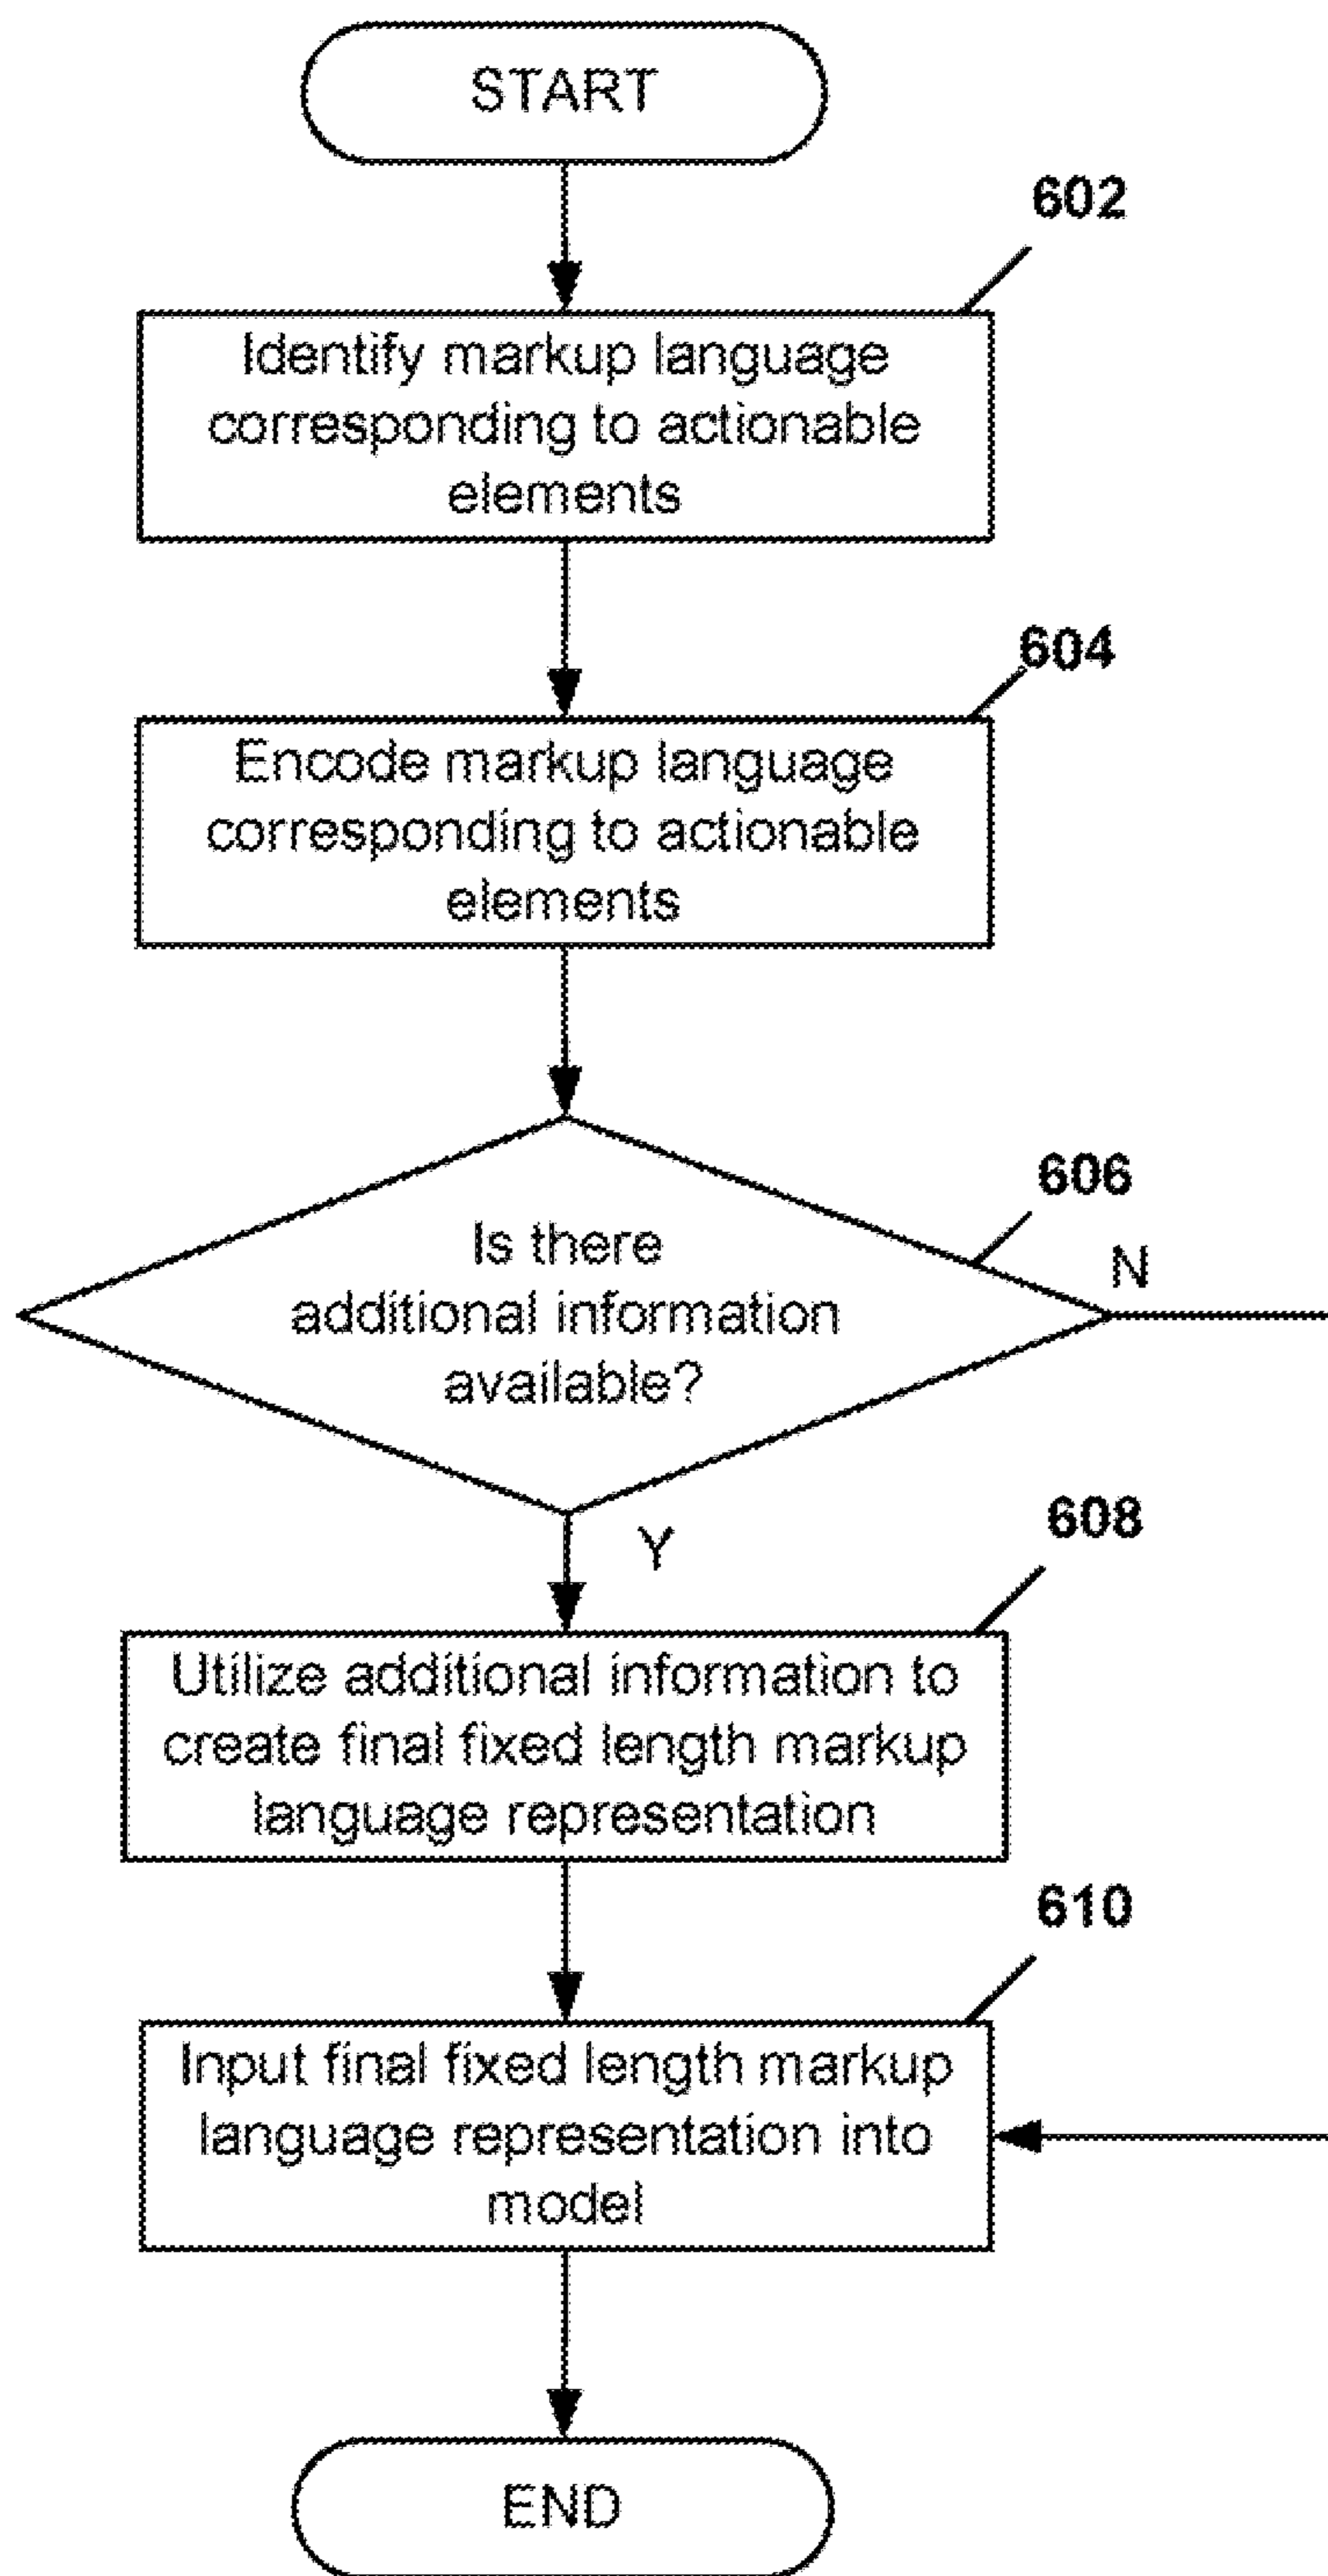 START
602
Identify markup language
corresponding to actionable
elements
604
Encode markup language
corresponding to actionable
elements
606
Is there
additional information
available?
N
Y
608
Utilize additional information to
create final fixed length markup
language representation
610
Input final fixed length markup
language representation into
model
END